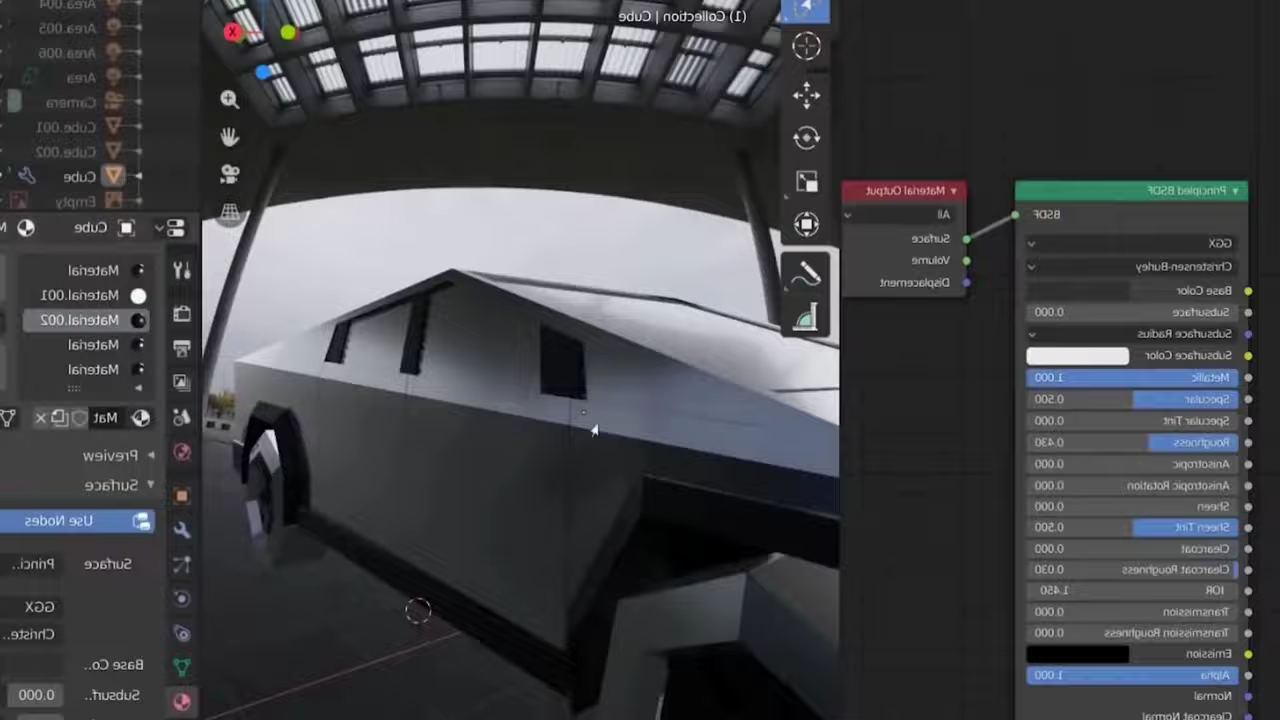 (1) Collection | Cube
Area.004
Area.005
Area.006
Area
Camera
Cube.001
Cube.002
Cube
Empty
Cube
Material
Material.001
Material.002
Material
Material
Mat
Preview
Surface
Use Nodes
Surface
Princi..
GGX
Christe..
Base Co..
Subsurf..
0.000
X
Material Output
All
Surface
Volume
Displacement
Principled BSDF
BSDF
GGX
Christensen-Burley
Base Color
Subsurface
0.000
Subsurface Radius
Subsurface Color
Metallic
1.000
Specular
0.500
Specular Tint
0.000
Roughness
0.430
Anisotropic
0.000
Anisotropic Rotation
0.000
Sheen
0.000
Sheen Tint
0.500
Clearcoat
0.000
Clearcoat Roughness
0.030
IOR
1.450
Transmission
0.000
Transmission Roughness
0.000
Emission
Alpha
1.000
Normal
Clearcoat Normal